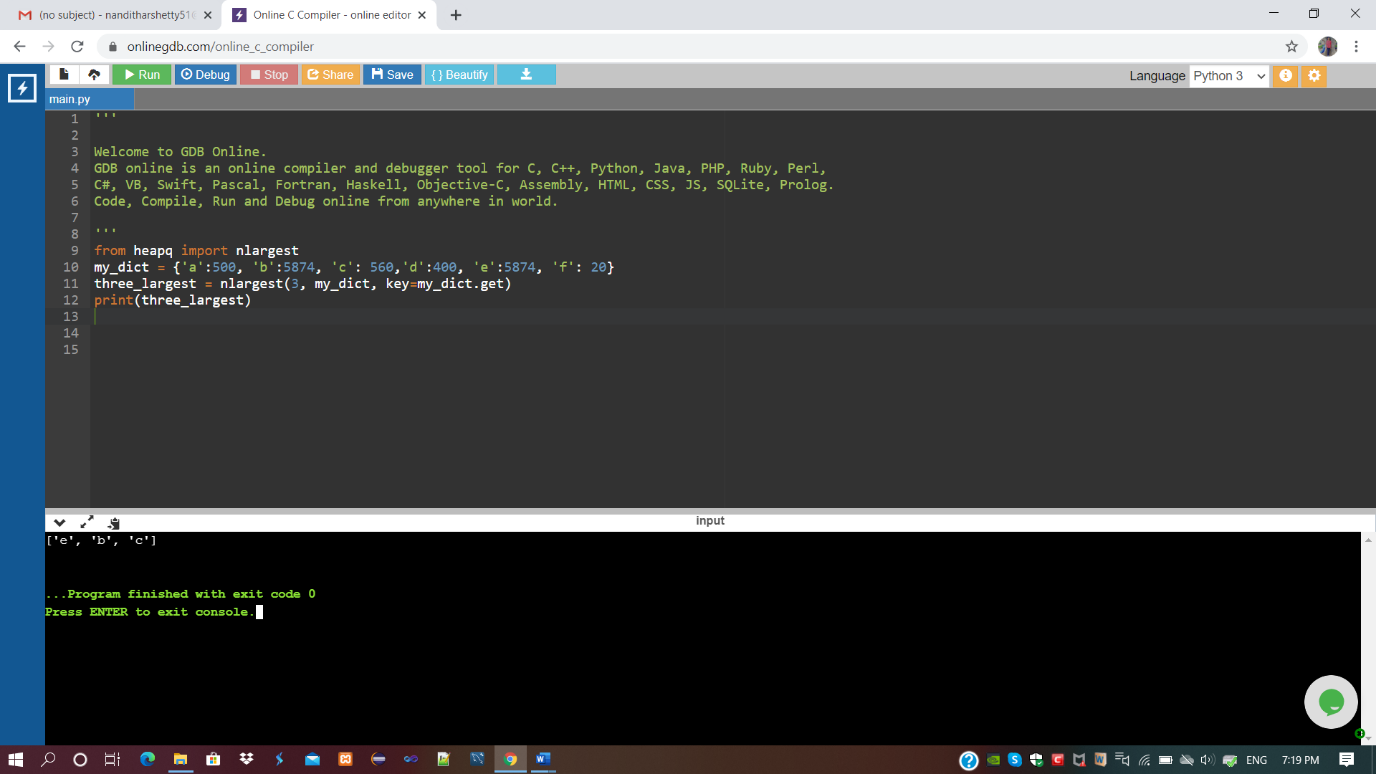 (no subject) - nanditharshetty516
Online C Compiler - online editor
onlinegdb.com/online_c_compiler
Run Debug Stop Share Save { } Beautify
Language Python 3
main.py
1 '''
2
3 Welcome to GDB Online.
4 GDB online is an online compiler and debugger tool for C, C++, Python, Java, PHP, Ruby, Perl,
5 C#, VB, Swift, Pascal, Fortran, Haskell, Objective-C, Assembly, HTML, CSS, JS, SQLite, Prolog.
6 Code, Compile, Run and Debug online from anywhere in world.
7
8 '''
9 from heapq import nlargest
10 my_dict = {'a':500, 'b':5874, 'c': 560,'d':400, 'e':5874, 'f': 20}
11 three_largest = nlargest(3, my_dict, key=my_dict.get)
12 print(three_largest)
13
14
15
input
['e', 'b', 'c']
...Program finished with exit code 0
Press ENTER to exit console.
ENG 7:19 PM